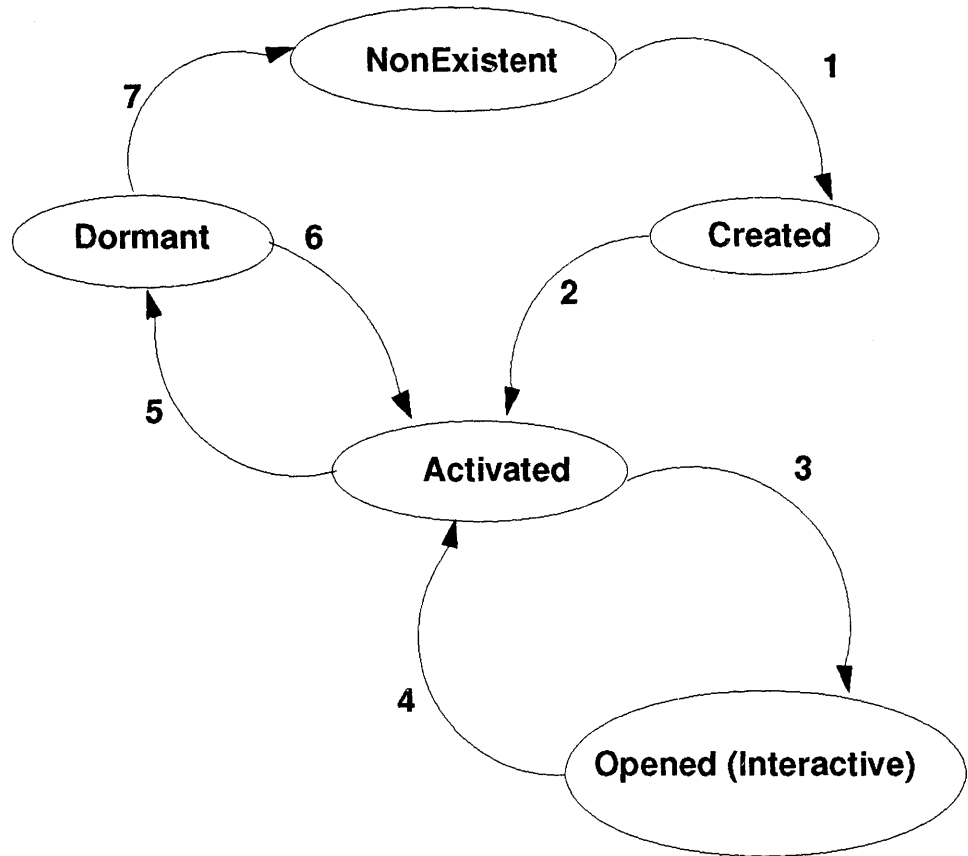 NonExistent
1
7
Dormant
6
Created
2
5
Activated
3
4
Opened (Interactive)